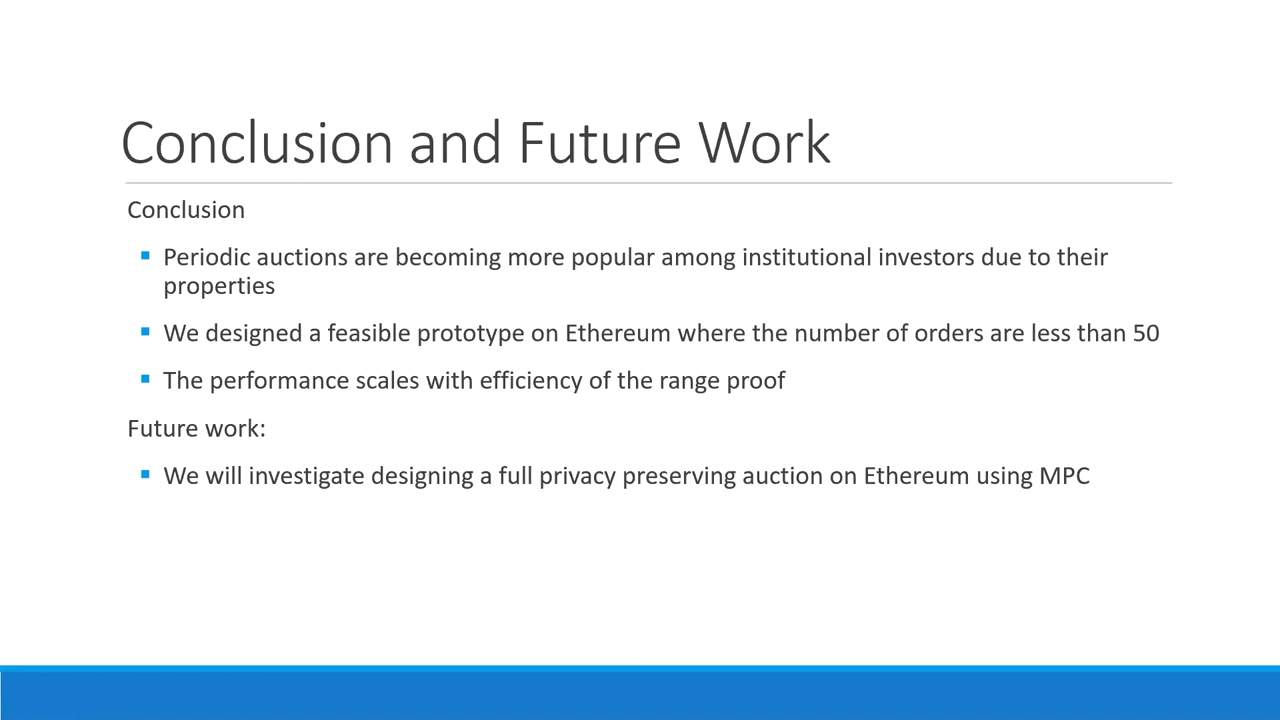 Conclusion and Future Work
Conclusion
Periodic auctions are becoming more popular among institutional investors due to their
properties
We designed a feasible prototype on Ethereum where the number of orders are less than 50
The performance scales with efficiency of the range proof
Future work:
We will investigate designing a full privacy preserving auction on Ethereum using MPC